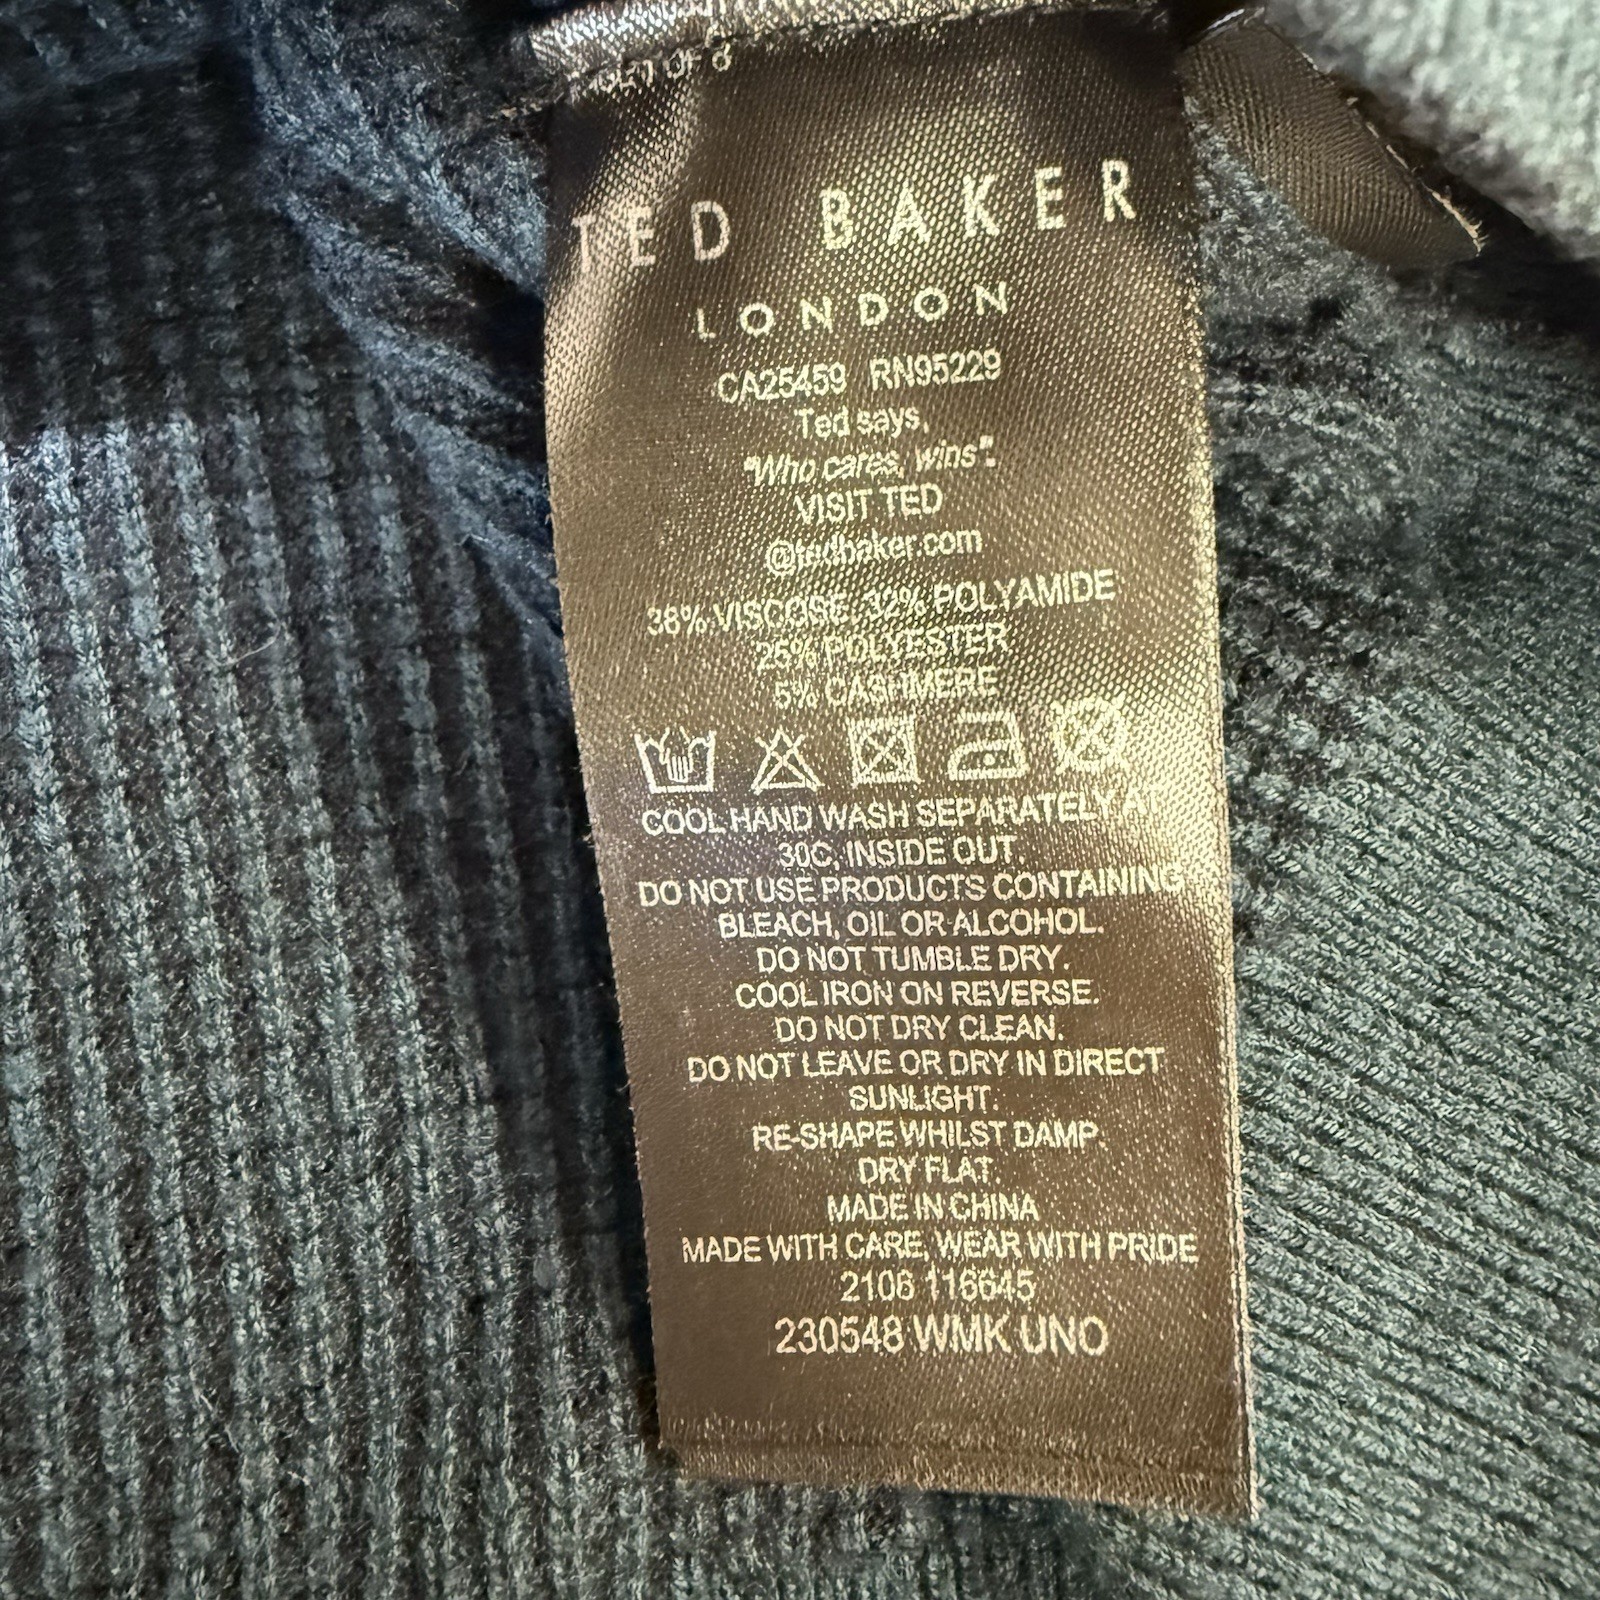 OF 8
TED BAKER
LONDON
CA25459 RN95229
Ted says,
"Who cares, wins".
VISIT TED
@tedbaker.com
38% VISCOSE 32% POLYAMIDE
25% POLYESTER
5% CASHMERE
COOL HAND WASH SEPARATELY AT
30C, INSIDE OUT.
DO NOT USE PRODUCTS CONTAINING
BLEACH, OIL OR ALCOHOL.
DO NOT TUMBLE DRY.
COOL IRON ON REVERSE.
DO NOT DRY CLEAN.
DO NOT LEAVE OR DRY IN DIRECT
SUNLIGHT.
RE-SHAPE WHILST DAMP.
DRY FLAT.
MADE IN CHINA
MADE WITH CARE, WEAR WITH PRIDE
2106 116645
230548 WMK UNO